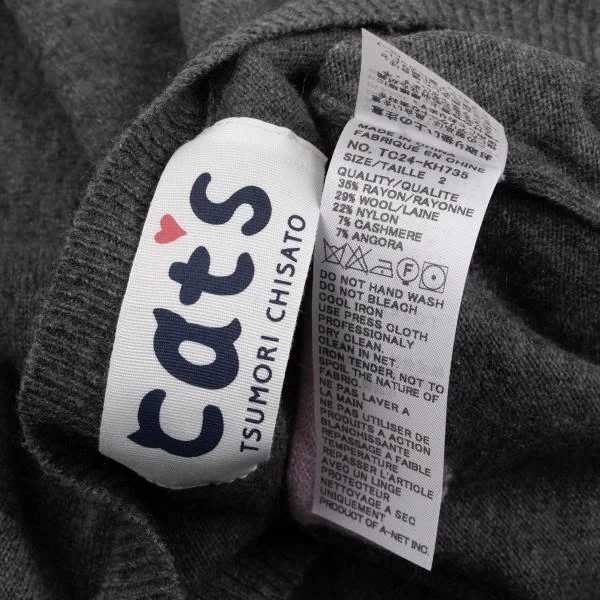 cat's
TSUMORI CHISATO
MADE IN CHINA
FABRIQUE EN CHINE
NO. TC24-KH735
SIZE/TAILLE 2
QUALITY/QUALITE
35% RAYON/RAYONNE
29% WOOL/LAINE
22% NYLON
7% CASHMERE
7% ANGORA
F
DO NOT HAND WASH
DO NOT BLEACH
COOL IRON
USE PRESS CLOTH
PROFESSIONALY
DRY CLEAN.
CLEAN IN NET.
IRON TENDER, NOT TO
SPOIL THE NATURE OF
FABRIC.
NE PAS LAVER A
LA MAIN
NE PAS UTILISER DE
PRODUITS A ACTION
BLANCHISSANTE
REPASSAGE A FAIBLE
TEMPERATURE
REPASSER L'ARTICLE
AVEC UN LINGE
PROTECTEUR
NETTOYAGE A SEC
UNIQUEMENT
PRODUCT OF A-NET INC.